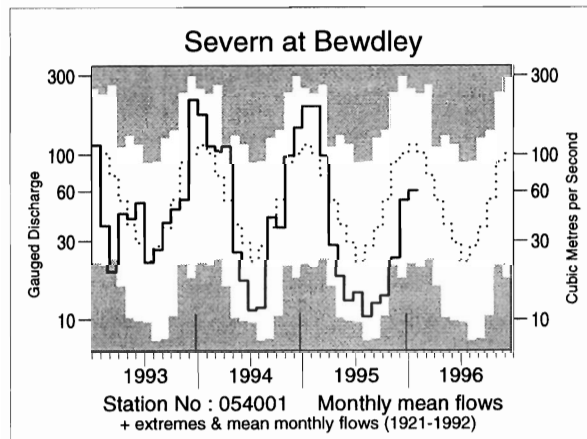 Severn at Bewdley
300
300
100
100
60
60
30
30
10
10
Gauged Discharge
Cubic Metres per Second
1993 1994 1995 1996
Station No : 054001 Monthly mean flows
+ extremes & mean monthly flows (1921-1992)